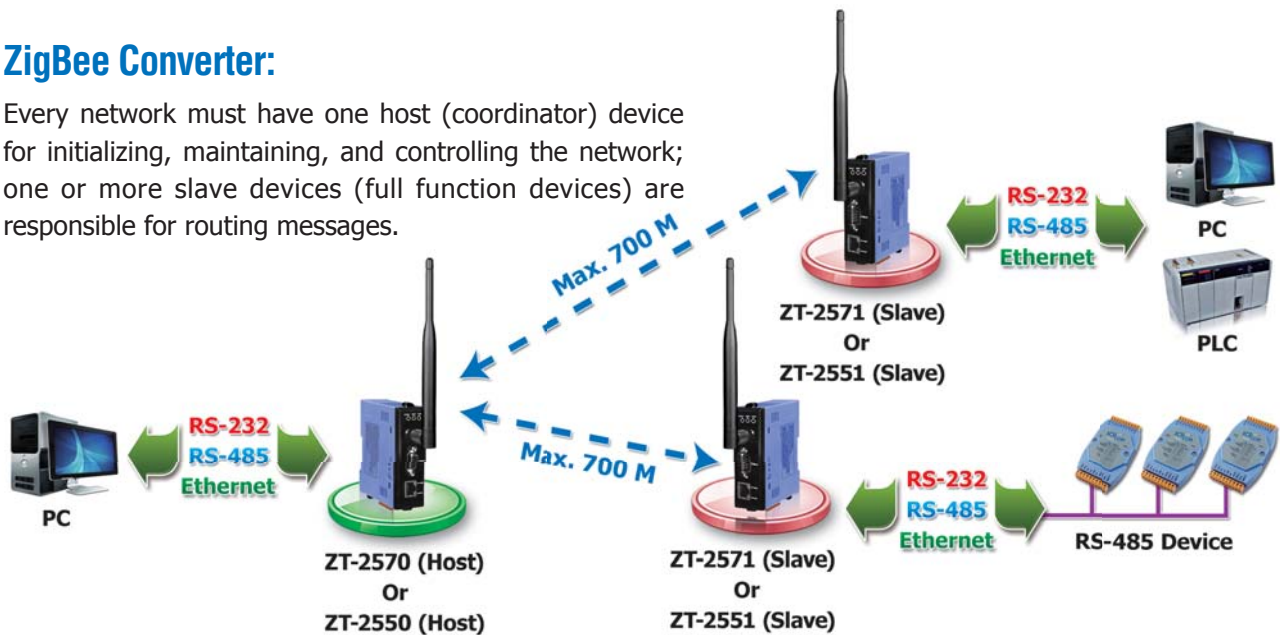 ZigBee Converter:
Every network must have one host (coordinator) device
for initializing, maintaining, and controlling the network;
one or more slave devices (full function devices) are
responsible for routing messages.
Max. 700 M
RS-232
RS-485
Ethernet
PC
PLC
ZT-2571 (Slave)
Or
ZT-2551 (Slave)
PC
RS-232
RS-485
Ethernet
ZT-2570 (Host)
Or
ZT-2550 (Host)
Max. 700 M
ZT-2571 (Slave)
Or
ZT-2551 (Slave)
RS-232
RS-485
Ethernet
RS-485 Device